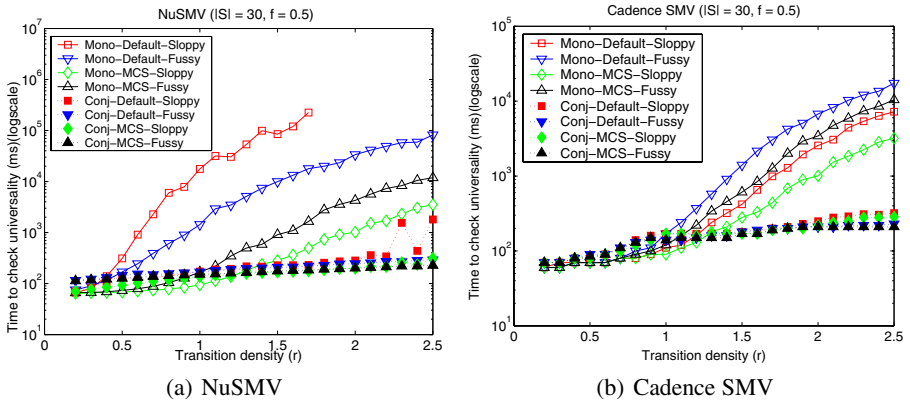 NuSMV (|S| = 30, f = 0.5)
Time to check universality (ms)(logscale)
10^7
10^6
10^5
10^4
10^3
10^2
10^1
Mono-Default-Sloppy
Mono-Default-Fussy
Mono-MCS-Sloppy
Mono-MCS-Fussy
Conj-Default-Sloppy
Conj-Default-Fussy
Conj-MCS-Sloppy
Conj-MCS-Fussy
0 0.5 1 1.5 2 2.5
Transition density (r)
(a) NuSMV
Cadence SMV (|S| = 30, f = 0.5)
Time to check universality (ms)(logscale)
10^5
10^4
10^3
10^2
10^1
Mono-Default-Sloppy
Mono-Default-Fussy
Mono-MCS-Sloppy
Mono-MCS-Fussy
Conj-Default-Sloppy
Conj-Default-Fussy
Conj-MCS-Sloppy
Conj-MCS-Fussy
0 0.5 1 1.5 2 2.5
Transition density (r)
(b) Cadence SMV